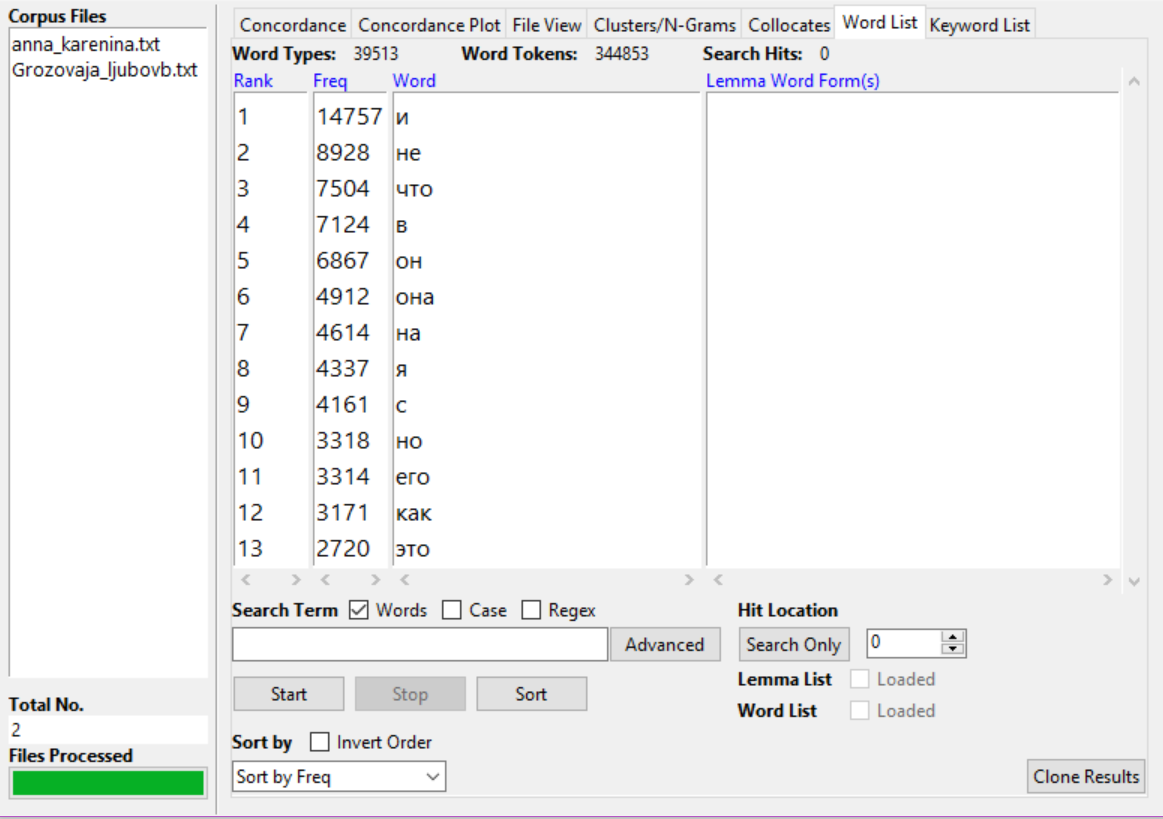 Corpus Files
anna_karenina.txt
Grozovaja_ljubovb.txt
Total No.
2
Files Processed
Concordance Concordance Plot File View Clusters/N-Grams Collocates Word List Keyword List
Word Types: 39513 Word Tokens: 344853 Search Hits: 0
Rank Freq Word Lemma Word Form(s)
1 14757 и
2 8928 не
3 7504 что
4 7124 в
5 6867 он
6 4912 она
7 4614 на
8 4337 я
9 4161 с
10 3318 но
11 3314 его
12 3171 как
13 2720 это
Search Term Words Case Regex Hit Location
Advanced Search Only 0
Lemma List Loaded
Start Stop Sort
Word List Loaded
Sort by Invert Order
Sort by Freq Clone Results